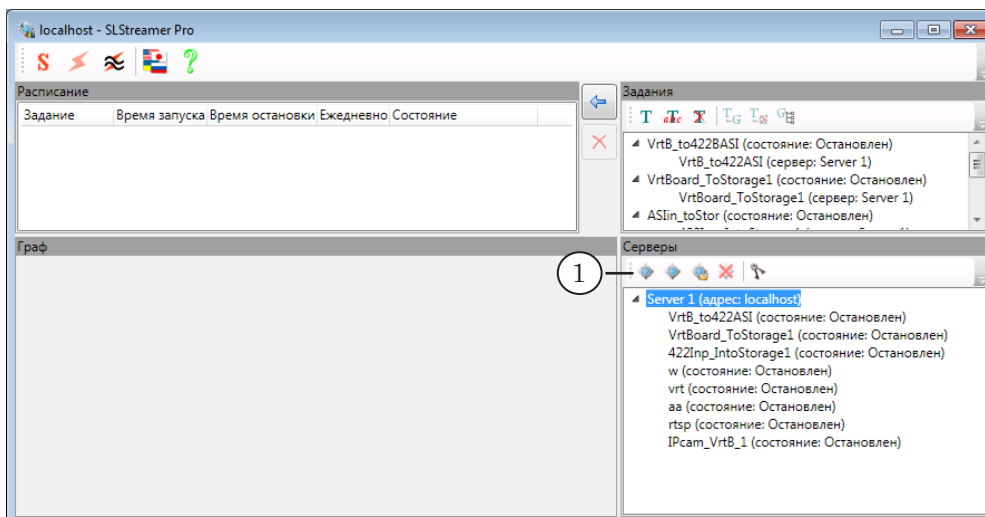 localhost - SLStreamer Pro
Расписание
Задание Время запуска Время остановки Ежедневно Состояние
Задания
VrtB_to422BASI (состояние: Остановлен)
VrtB_to422ASI (сервер: Server 1)
VrtBoard_ToStorage1 (состояние: Остановлен)
VrtBoard_ToStorage1 (сервер: Server 1)
ASIin_toStor (состояние: Остановлен)
Граф
Серверы
1
Server 1 (адрес: localhost)
VrtB_to422ASI (состояние: Остановлен)
VrtBoard_ToStorage1 (состояние: Остановлен)
422Inp_IntoStorage1 (состояние: Остановлен)
w (состояние: Остановлен)
vrt (состояние: Остановлен)
aa (состояние: Остановлен)
rtsp (состояние: Остановлен)
IPcam_VrtB_1 (состояние: Остановлен)